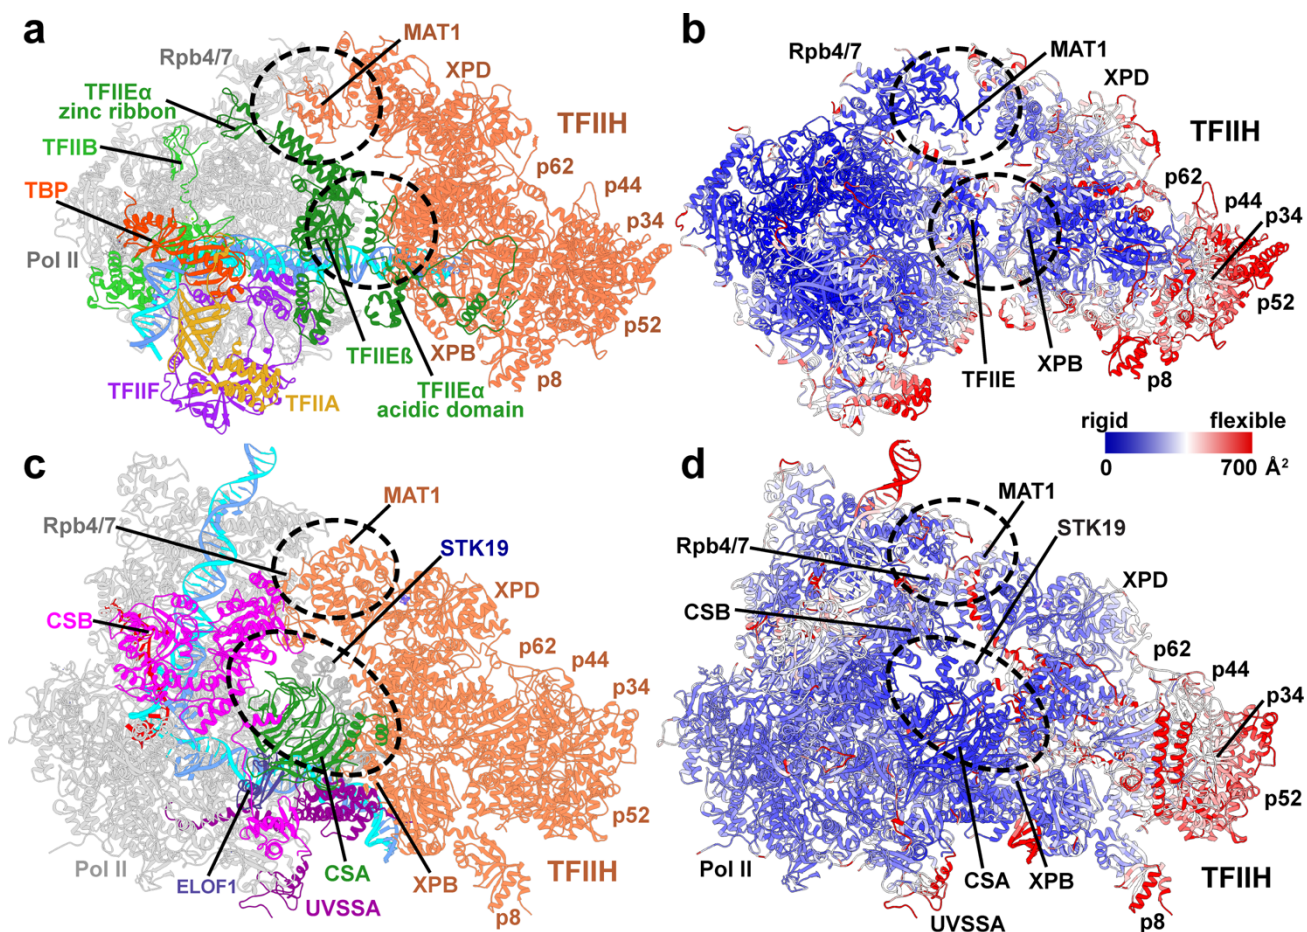 a
MAT1
Rpb4/7
XPD
TFIIEα
zinc ribbon
TFIIH
TFIIB
p62
p44
TBP
p34
Pol II
p52
TFIIEß
XPB
TFIIF
TFIIA
TFIIEα
acidic domain
p8
b
Rpb4/7
MAT1
XPD
TFIIH
p62
p44
p34
p52
TFIIE
XPB
p8
rigid flexible
0 700 Å²
c
MAT1
Rpb4/7
STK19
XPD
CSB
p62
p44
p34
p52
Pol II
ELOF1
CSA
XPB
TFIIH
UVSSA
p8
d
MAT1
STK19
Rpb4/7
XPD
CSB
p62
p44
p34
p52
Pol II
CSA
XPB
TFIIH
UVSSA
p8